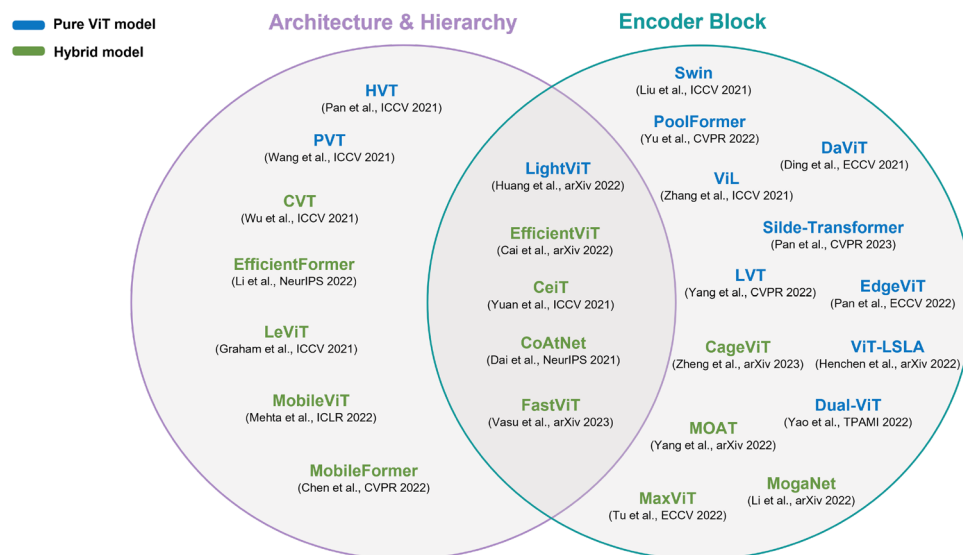 Pure ViT model
Hybrid model
Architecture & Hierarchy
Encoder Block
HVT
(Pan et al., ICCV 2021)
PVT
(Wang et al., ICCV 2021)
CVT
(Wu et al., ICCV 2021)
EfficientFormer
(Li et al., NeurIPS 2022)
LeViT
(Graham et al., ICCV 2021)
MobileViT
(Mehta et al., ICLR 2022)
MobileFormer
(Chen et al., CVPR 2022)
LightViT
(Huang et al., arXiv 2022)
EfficientViT
(Cai et al., arXiv 2022)
CeiT
(Yuan et al., ICCV 2021)
CoAtNet
(Dai et al., NeurIPS 2021)
FastViT
(Vasu et al., arXiv 2023)
Swin
(Liu et al., ICCV 2021)
PoolFormer
(Yu et al., CVPR 2022)
DaViT
(Ding et al., ECCV 2021)
ViL
(Zhang et al., ICCV 2021)
Silde-Transformer
(Pan et al., CVPR 2023)
LVT
(Yang et al., CVPR 2022)
EdgeViT
(Pan et al., ECCV 2022)
CageViT
(Zheng et al., arXiv 2023)
ViT-LSLA
(Henchen et al., arXiv 2022)
Dual-ViT
(Yao et al., TPAMI 2022)
MOAT
(Yang et al., arXiv 2022)
MogaNet
(Li et al., arXiv 2022)
MaxViT
(Tu et al., ECCV 2022)